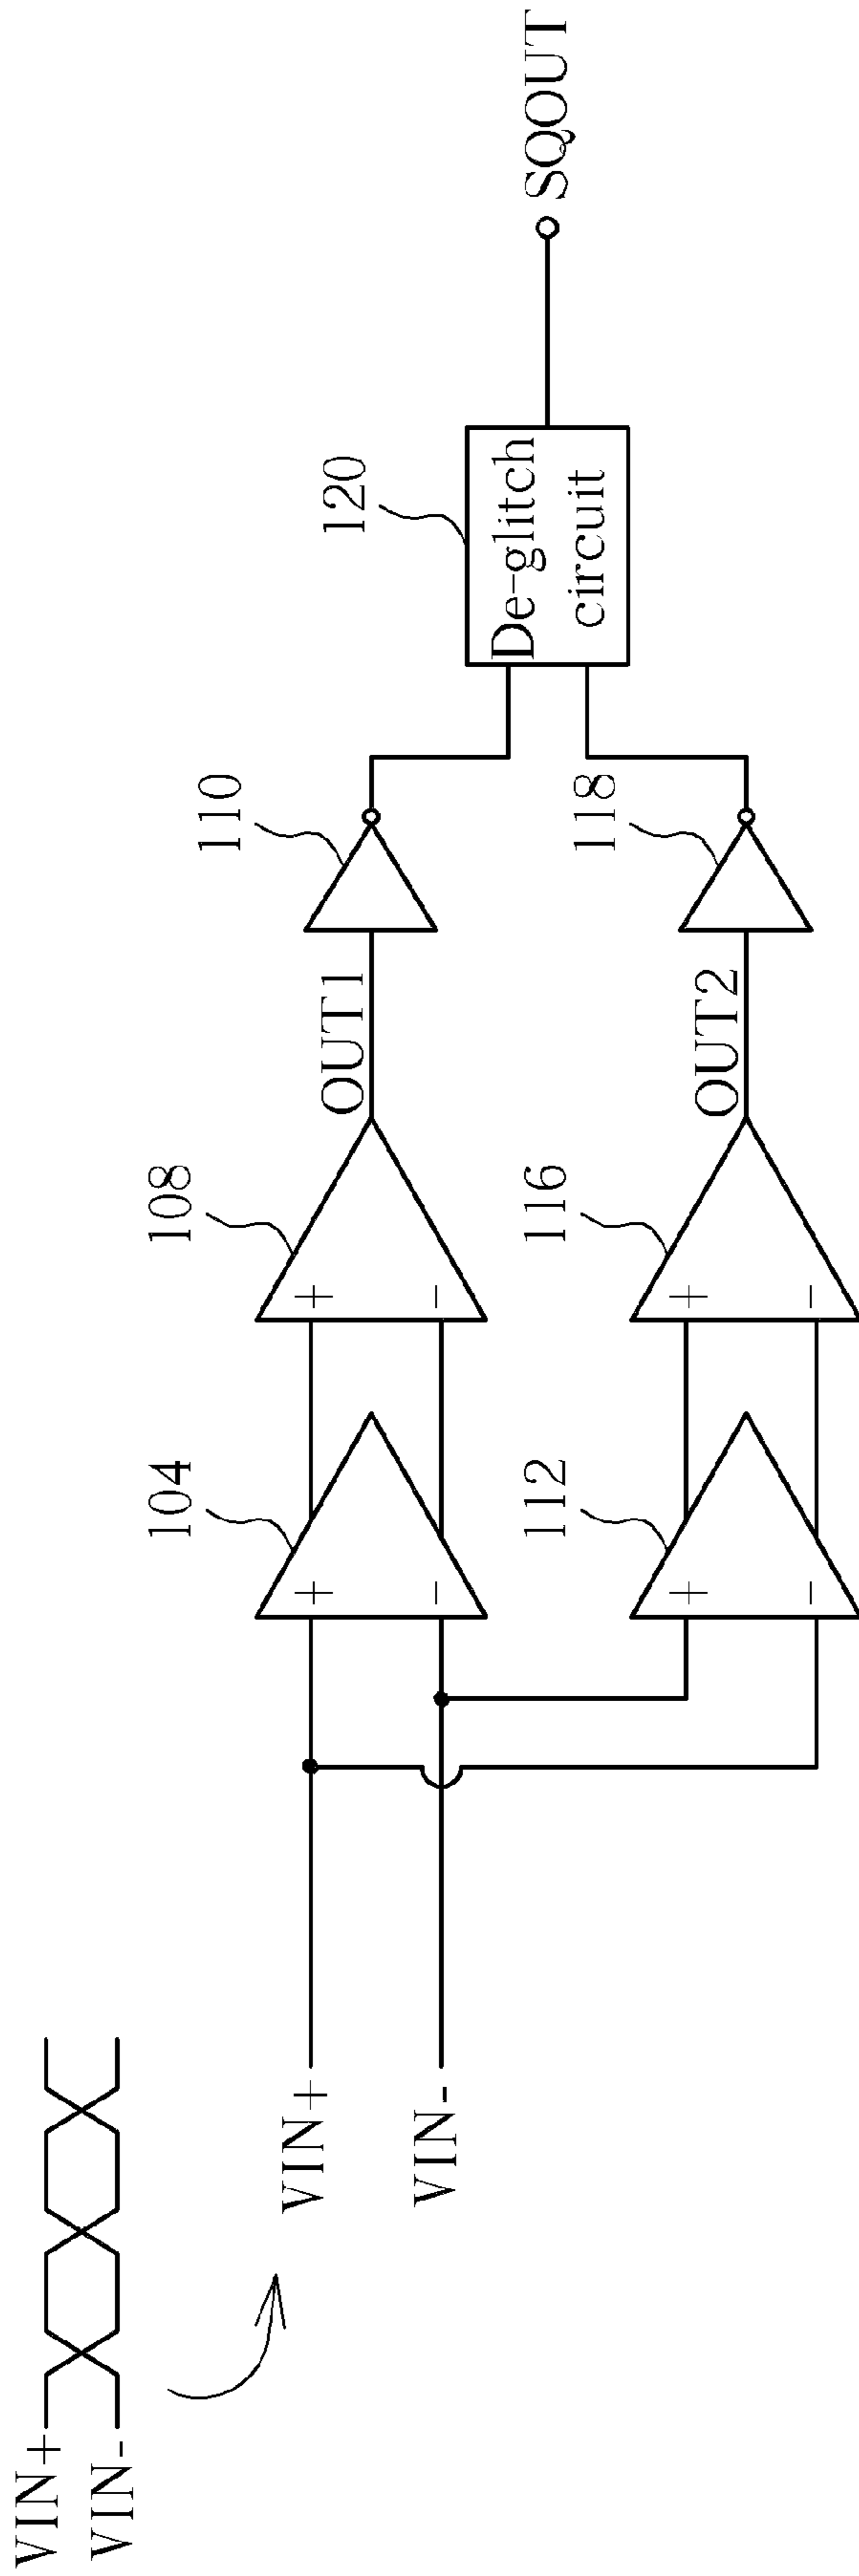 VIN+
VIN-
VIN+
VIN-
104
+
-
108
+
-
OUT1
110
112
+
-
116
+
-
OUT2
118
120
De-glitch
circuit
SQOUT